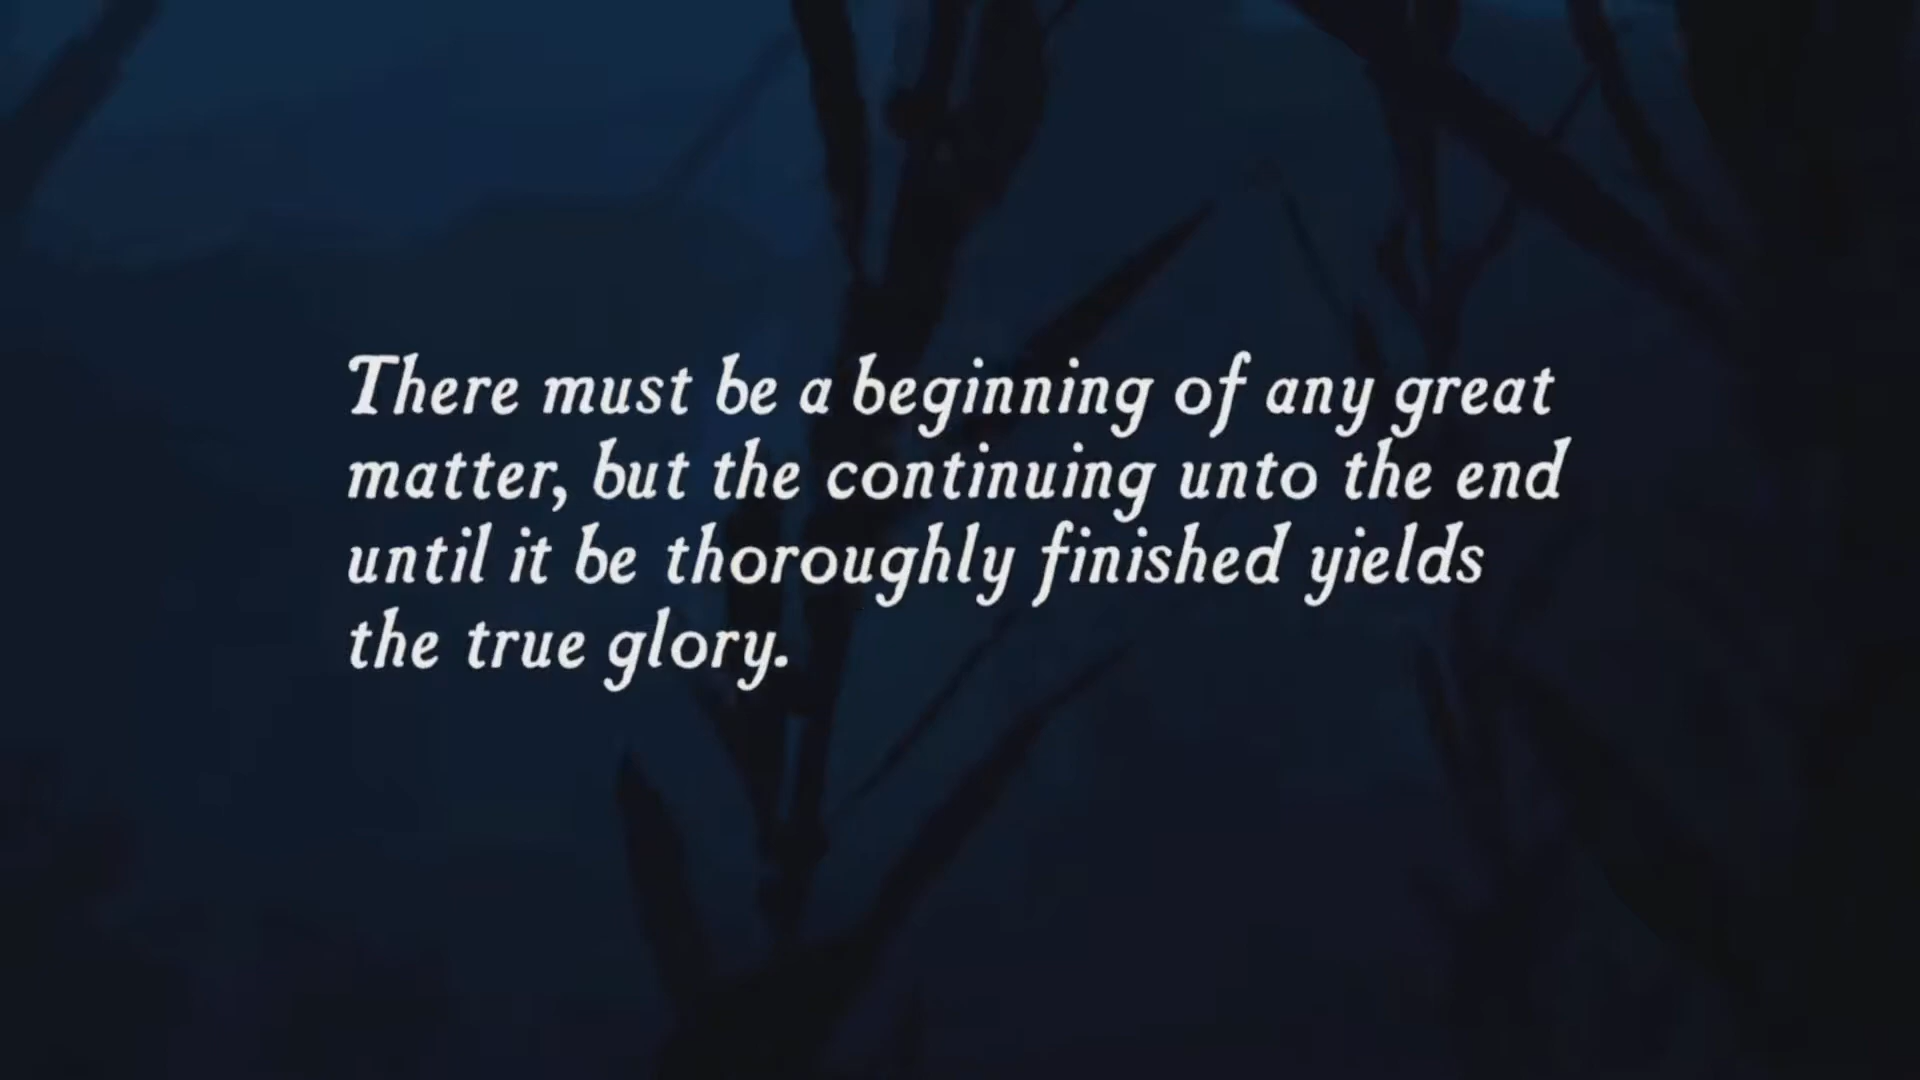 There must be a beginning of any great
matter, but the continuing unto the end
until it be thoroughly finished yields
the true glory.